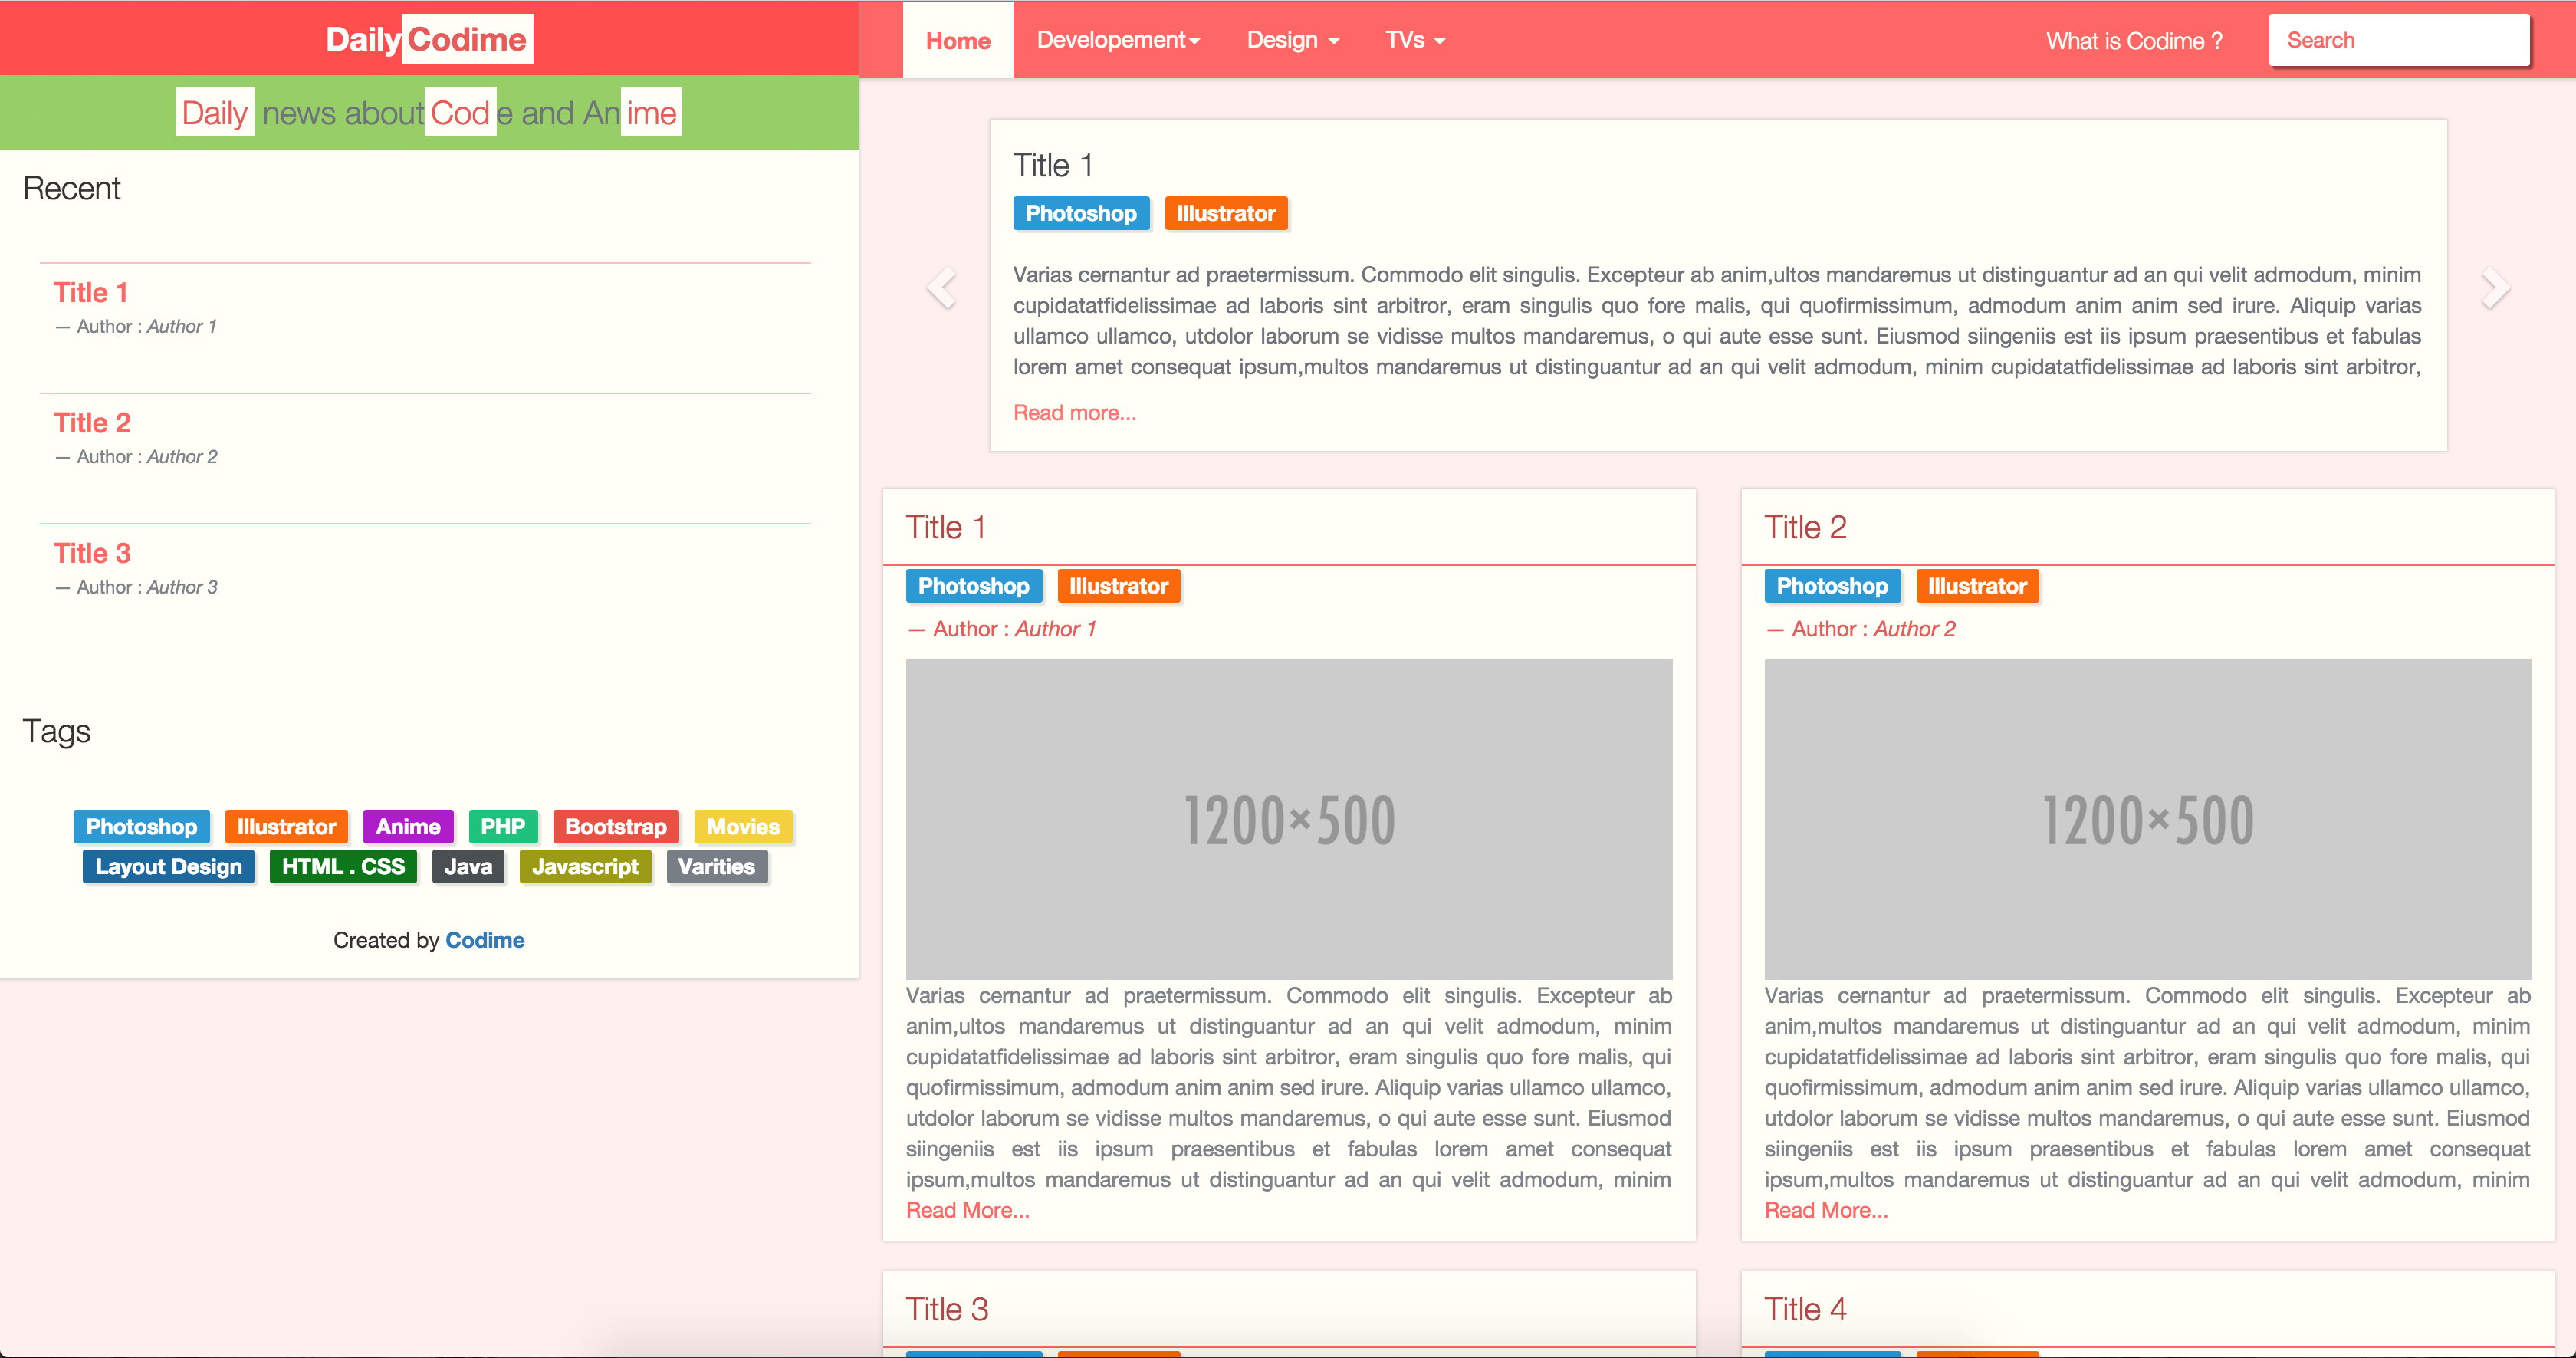 DailyCodime
Daily news about Code and Anime
Recent
Title 1
— Author : Author 1
Title 2
— Author : Author 2
Title 3
— Author : Author 3
Tags
Photoshop Illustrator Anime PHP Bootstrap Movies
Layout Design HTML . CSS Java Javascript Varities
Created by Codime
Home Developement Design TVs What is Codime ? Search
Title 1
Photoshop Illustrator
Varias cernantur ad praetermissum. Commodo elit singulis. Excepteur ab anim,ultos mandaremus ut distinguantur ad an qui velit admodum, minim
cupidatatfidelissimae ad laboris sint arbitror, eram singulis quo fore malis, qui quofirmissimum, admodum anim anim sed irure. Aliquip varias
ullamco ullamco, utdolor laborum se vidisse multos mandaremus, o qui aute esse sunt. Eiusmod siingeniis est iis ipsum praesentibus et fabulas
lorem amet consequat ipsum,multos mandaremus ut distinguantur ad an qui velit admodum, minim cupidatatfidelissimae ad laboris sint arbitror,
Read more...
Title 1
Photoshop Illustrator
— Author : Author 1
1200×500
Varias cernantur ad praetermissum. Commodo elit singulis. Excepteur ab
anim,ultos mandaremus ut distinguantur ad an qui velit admodum, minim
cupidatatfidelissimae ad laboris sint arbitror, eram singulis quo fore malis, qui
quofirmissimum, admodum anim anim sed irure. Aliquip varias ullamco ullamco,
utdolor laborum se vidisse multos mandaremus, o qui aute esse sunt. Eiusmod
siingeniis est iis ipsum praesentibus et fabulas lorem amet consequat
ipsum,multos mandaremus ut distinguantur ad an qui velit admodum, minim
Read More...
Title 2
Photoshop Illustrator
— Author : Author 2
1200×500
Varias cernantur ad praetermissum. Commodo elit singulis. Excepteur ab
anim,multos mandaremus ut distinguantur ad an qui velit admodum, minim
cupidatatfidelissimae ad laboris sint arbitror, eram singulis quo fore malis, qui
quofirmissimum, admodum anim anim sed irure. Aliquip varias ullamco ullamco,
utdolor laborum se vidisse multos mandaremus, o qui aute esse sunt. Eiusmod
siingeniis est iis ipsum praesentibus et fabulas lorem amet consequat
ipsum,multos mandaremus ut distinguantur ad an qui velit admodum, minim
Read More...
Title 3
Title 4